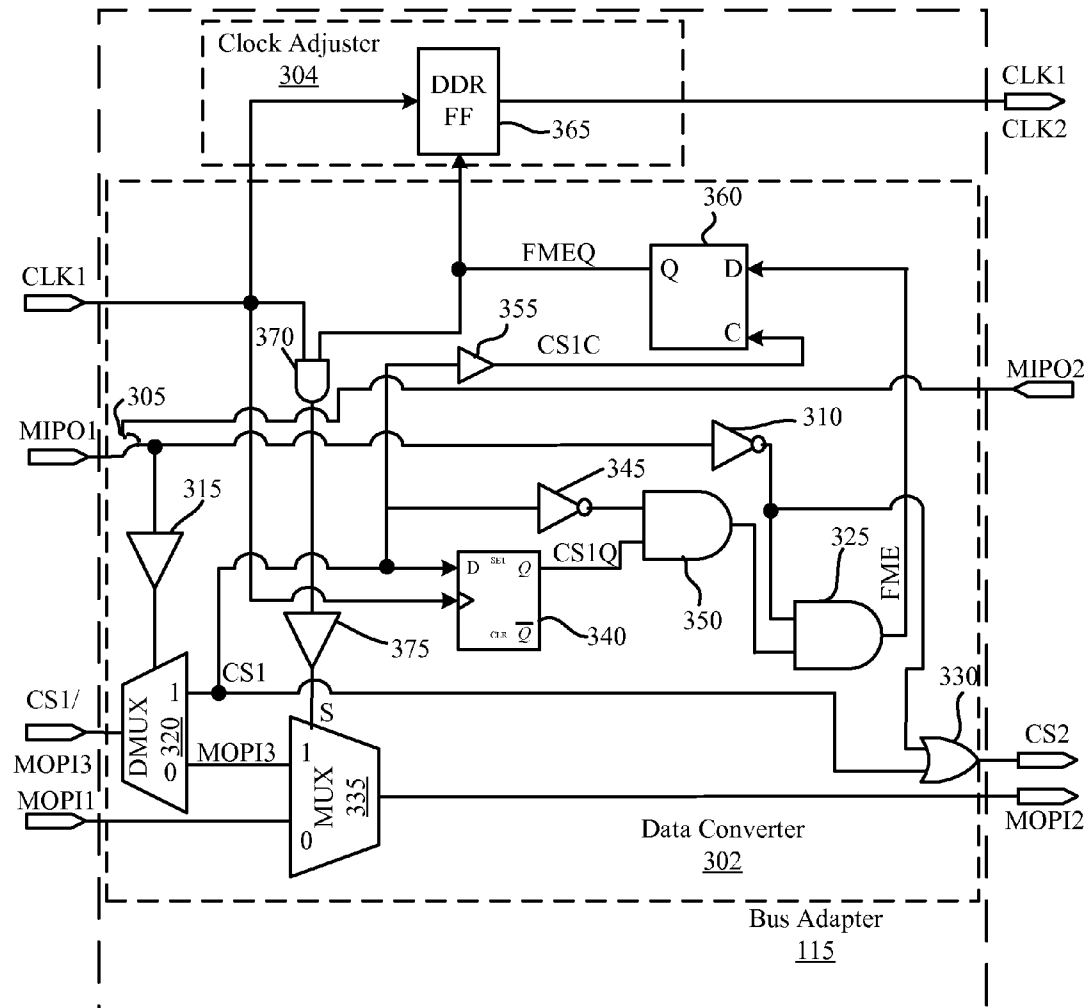 Clock Adjuster
304
DDR
FF
365
CLK1
CLK2
360
CLK1
FMEQ
Q
D
C
355
370
CS1C
305
MIPO2
MIPO1
310
345
315
325
FME
CS1Q
D
SET
Q
350
CLR
Q
340
375
330
CS1
CS1/
1
S
CS2
DMUX
320
MOPI3
MOPI3
0
1
MUX
335
MOPI1
0
MOPI2
Data Converter
302
Bus Adapter
115